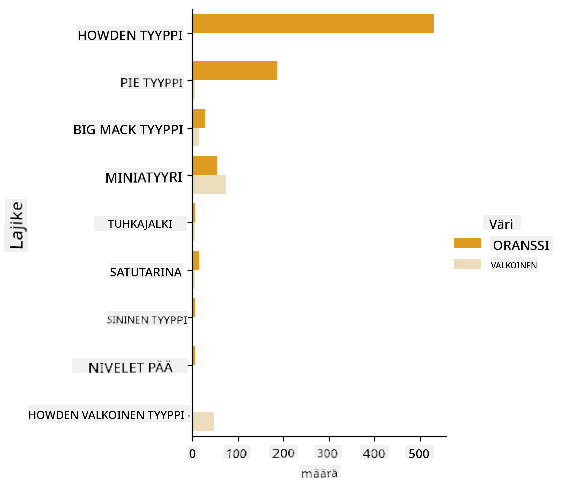 HOWDEN TYYPPI
PIE TYYPPI
BIG MACK TYYPPI
MINIATYYRI
TUHKAJALKI
SATUTARINA
SININEN TYYPPI
NIVELET PÄÄ
HOWDEN VALKOINEN TYYPPI
Lajike
0 100 200 300 400 500
määrä
Väri
ORANSSI
VALKOINEN